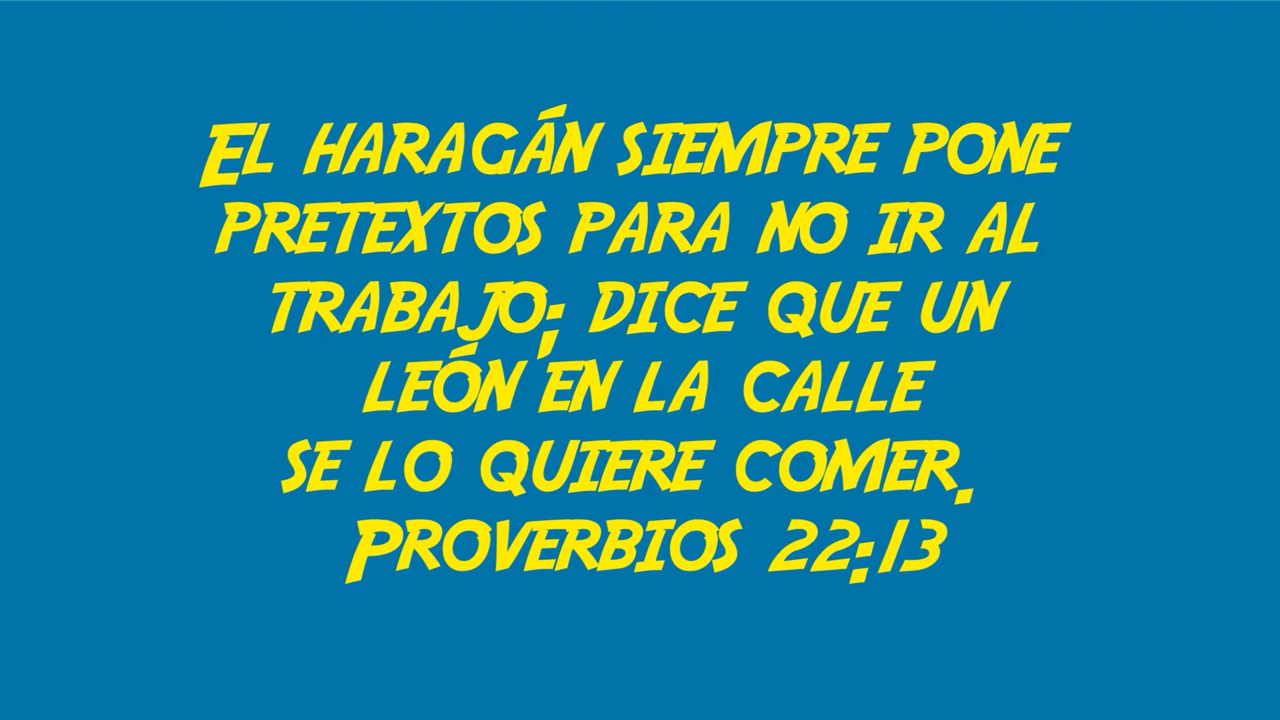 El haragán siempre pone
pretextos para no ir al
trabajo; dice que un
león en la calle
se lo quiere comer.
Proverbios 22:13